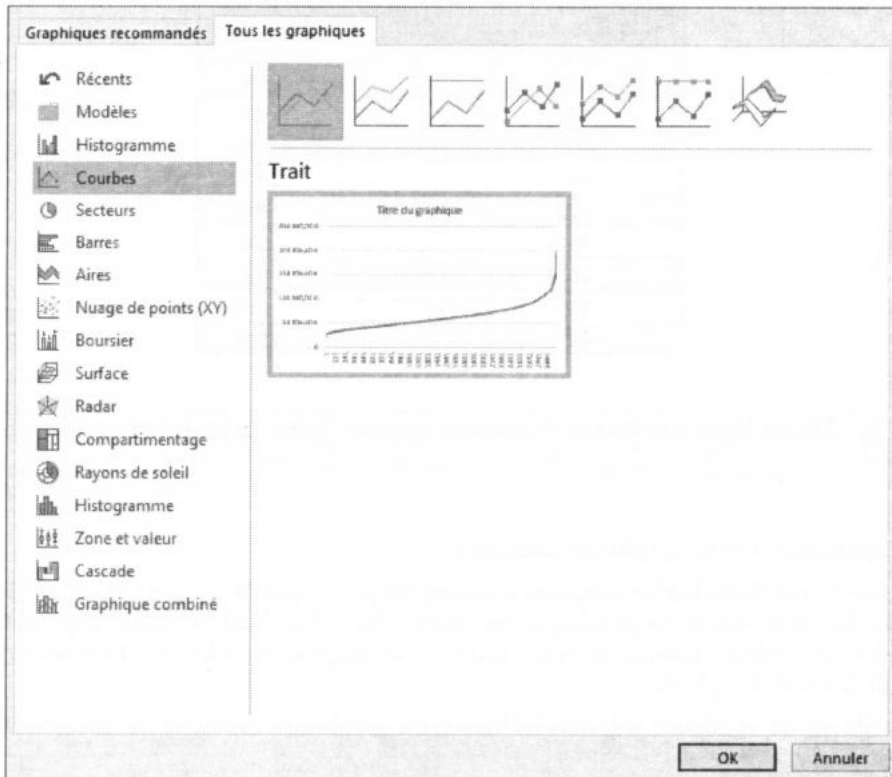 Graphiques recommandés
Tous les graphiques
Récents
Modèles
Histogramme
Courbes
Secteurs
Barres
Aires
Nuage de points (XY)
Boursier
Surface
Radar
Compartimentage
Rayons de soleil
Histogramme
Zone et valeur
Cascade
Graphique combiné
Trait
Titre du graphique
OK
Annuler